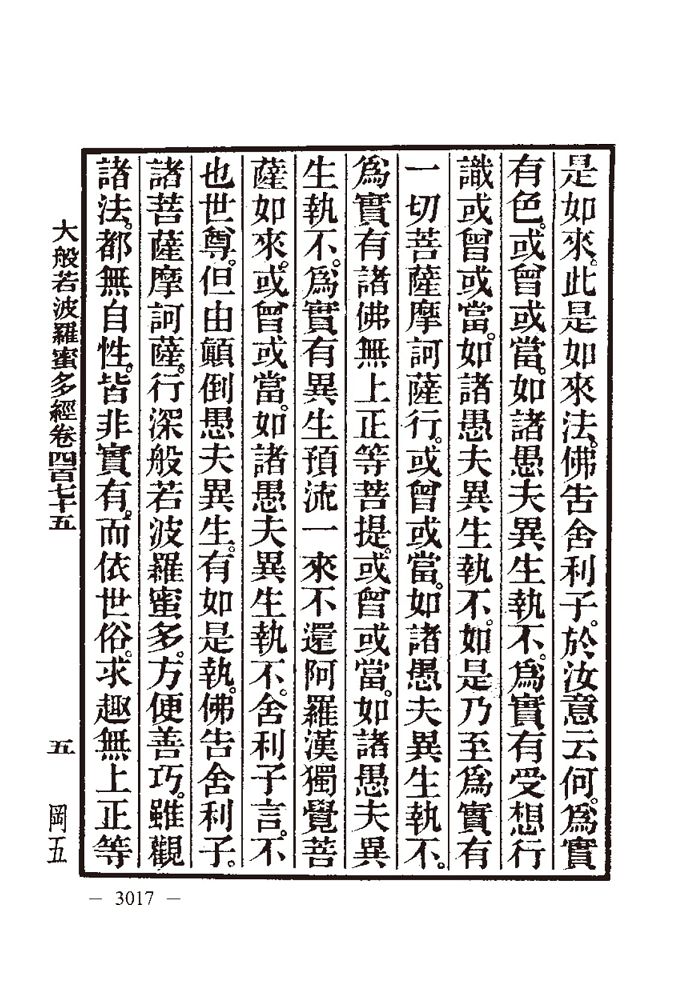 是如來。此是如來法。佛告舍利子。於汝意云何。爲實
有色。或曾或當。如諸愚夫異生執不。爲實有受想行
識或曾或當。如諸愚夫異生執不。如是乃至爲實有
一切菩薩摩訶薩行。或曾或當。如諸愚夫異生執不。
爲實有諸佛無上正等菩提。或曾或當。如諸愚夫異
生執不。爲實有異生預流一來不還阿羅漢獨覺菩
薩如來。或曾或當。如諸愚夫異生執不。舍利子言。不
也世尊。但由顚倒愚夫異生。有如是執。佛告舍利子。
諸菩薩摩訶薩。行深般若波羅蜜多。方便善巧。雖觀
諸法。都無自性。皆非實有。而依世俗。求趣無上正等
大般若波羅蜜多經卷四百七十五 五 岡五
— 3017 —